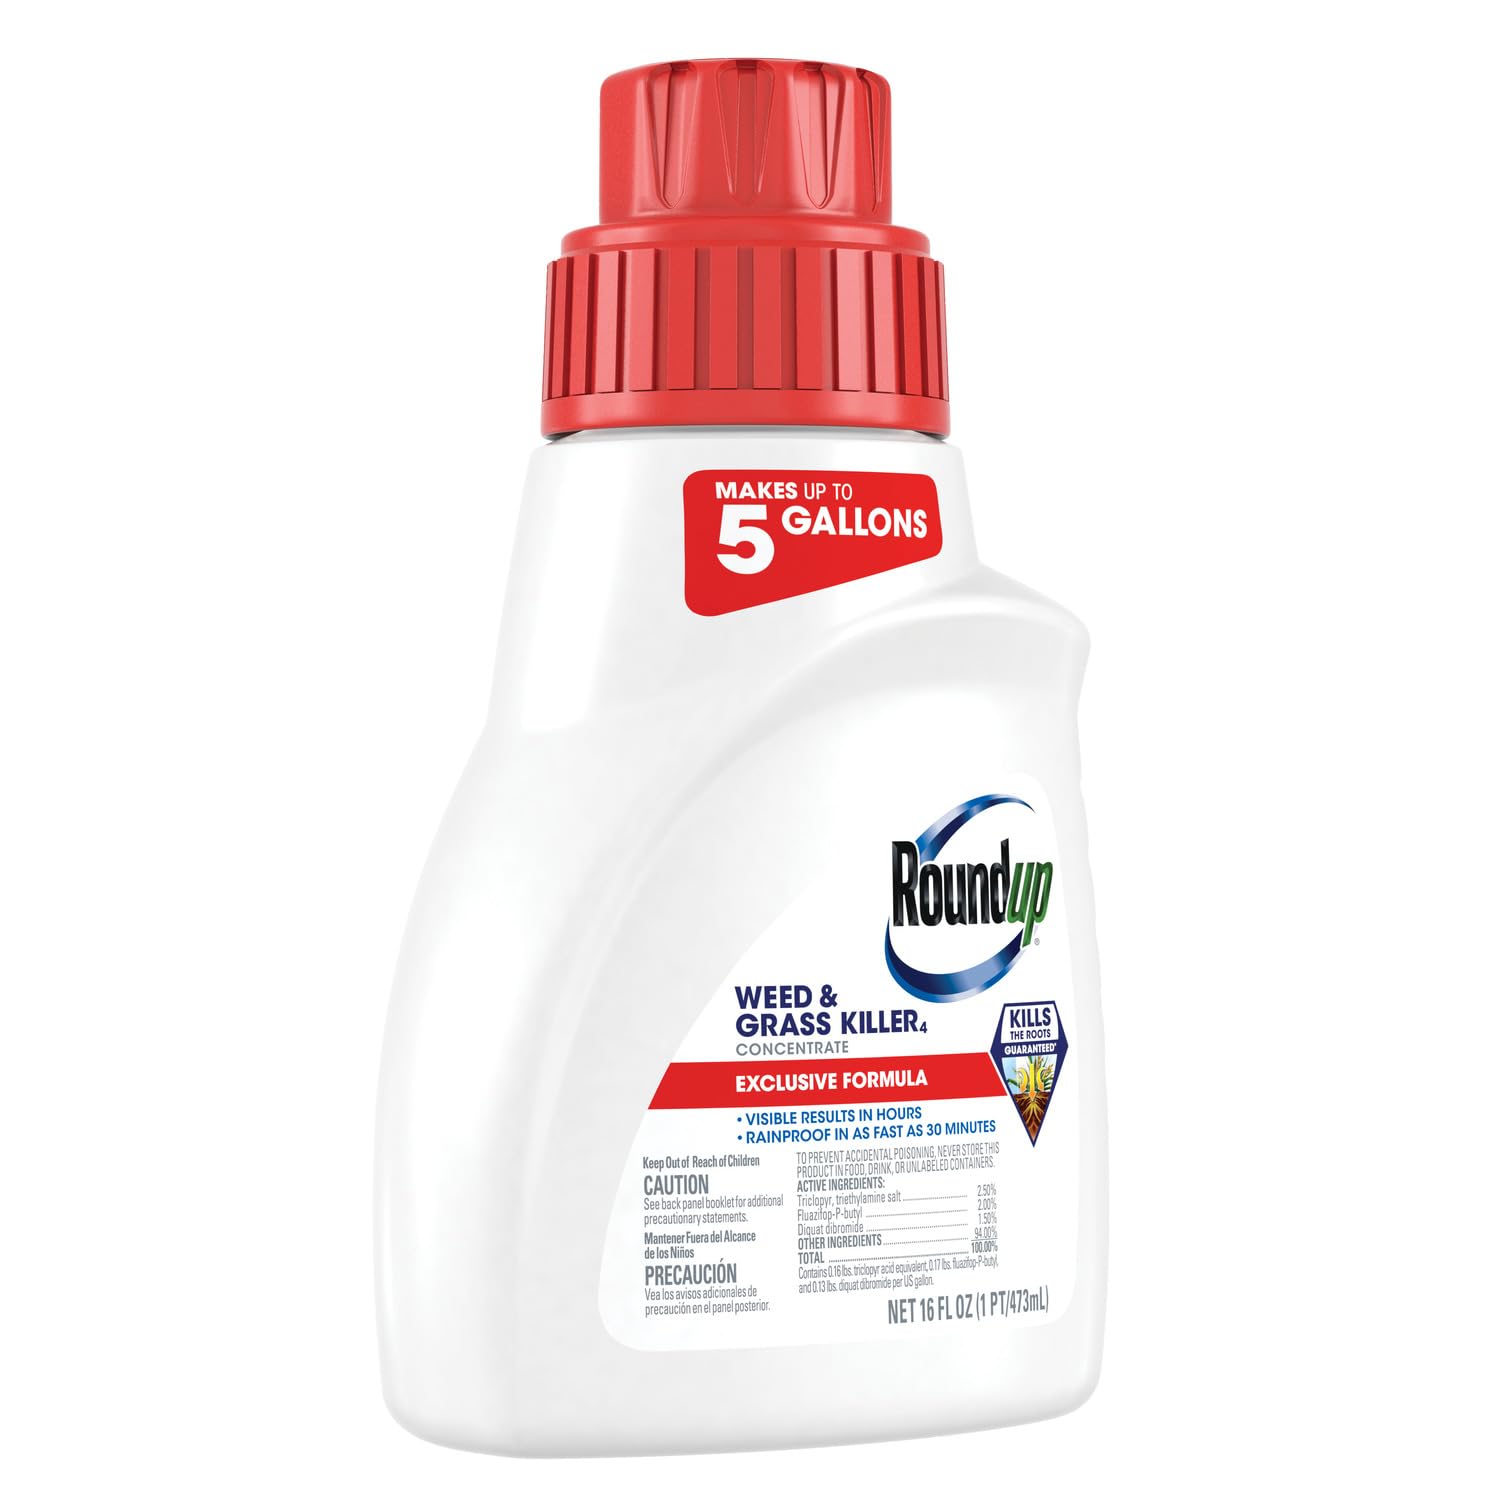 MAKES UP TO
5 GALLONS
Roundup®
WEED &
GRASS KILLER4
CONCENTRATE
KILLS
THE ROOTS
GUARANTEED*
EXCLUSIVE FORMULA
• VISIBLE RESULTS IN HOURS
• RAINPROOF IN AS FAST AS 30 MINUTES
Keep Out of Reach of Children
CAUTION
See back panel booklet for additional
precautionary statements.
Mantener Fuera del Alcance
de los Niños
PRECAUCIÓN
Vea los avisos adicionales de
precaución en el panel posterior.
TO PREVENT ACCIDENTAL POISONING, NEVER STORE THIS
PRODUCT IN FOOD, DRINK, OR UNLABELED CONTAINERS.
ACTIVE INGREDIENTS:
Triclopyr, triethylamine salt 2.50%
Fluazifop-P-butyl 2.00%
Diquat dibromide 1.50%
OTHER INGREDIENTS 94.00%
TOTAL 100.00%
Contains 0.16 lbs. triclopyr acid equivalent, 0.17 lbs. fluazifop-P-butyl,
and 0.13 lbs. diquat dibromide per US gallon.
NET 16 FL OZ (1 PT/473mL)